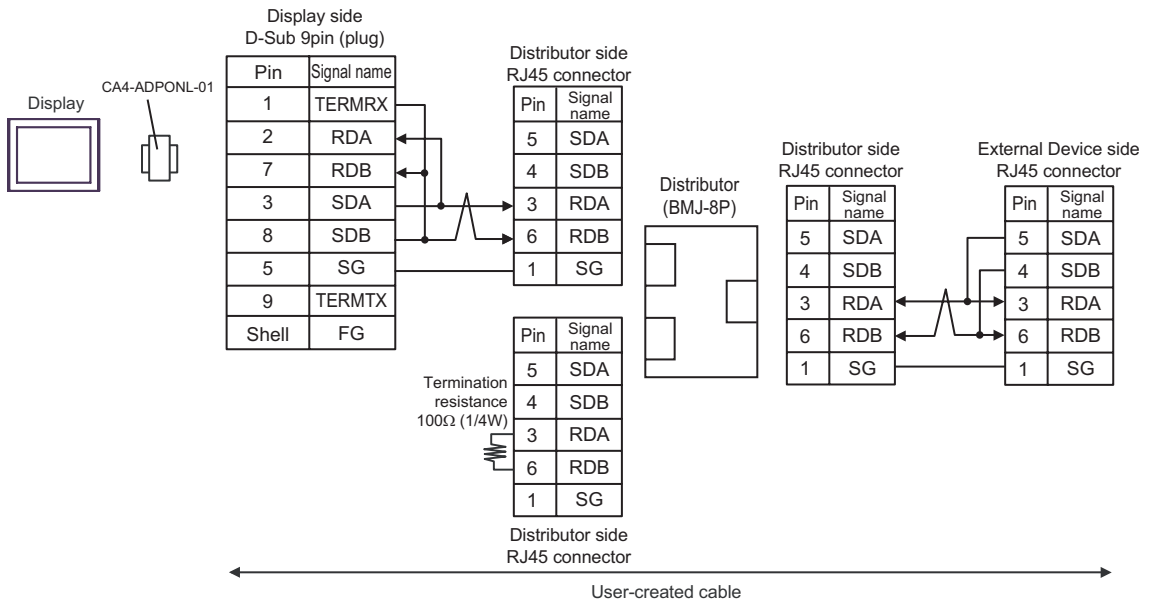 Display
CA4-ADPONL-01
Display side
D-Sub 9pin (plug)
Pin Signal name
1 TERMRX
2 RDA
7 RDB
3 SDA
8 SDB
5 SG
9 TERMTX
Shell FG
Distributor side
RJ45 connector
Pin Signal
name
5 SDA
4 SDB
3 RDA
6 RDB
1 SG
Termination
resistance
100Ω (1/4W)
Pin Signal
name
5 SDA
4 SDB
3 RDA
6 RDB
1 SG
Distributor side
RJ45 connector
Distributor
(BMJ-8P)
Distributor side
RJ45 connector
Pin Signal
name
5 SDA
4 SDB
3 RDA
6 RDB
1 SG
External Device side
RJ45 connector
Pin Signal
name
5 SDA
4 SDB
3 RDA
6 RDB
1 SG
User-created cable